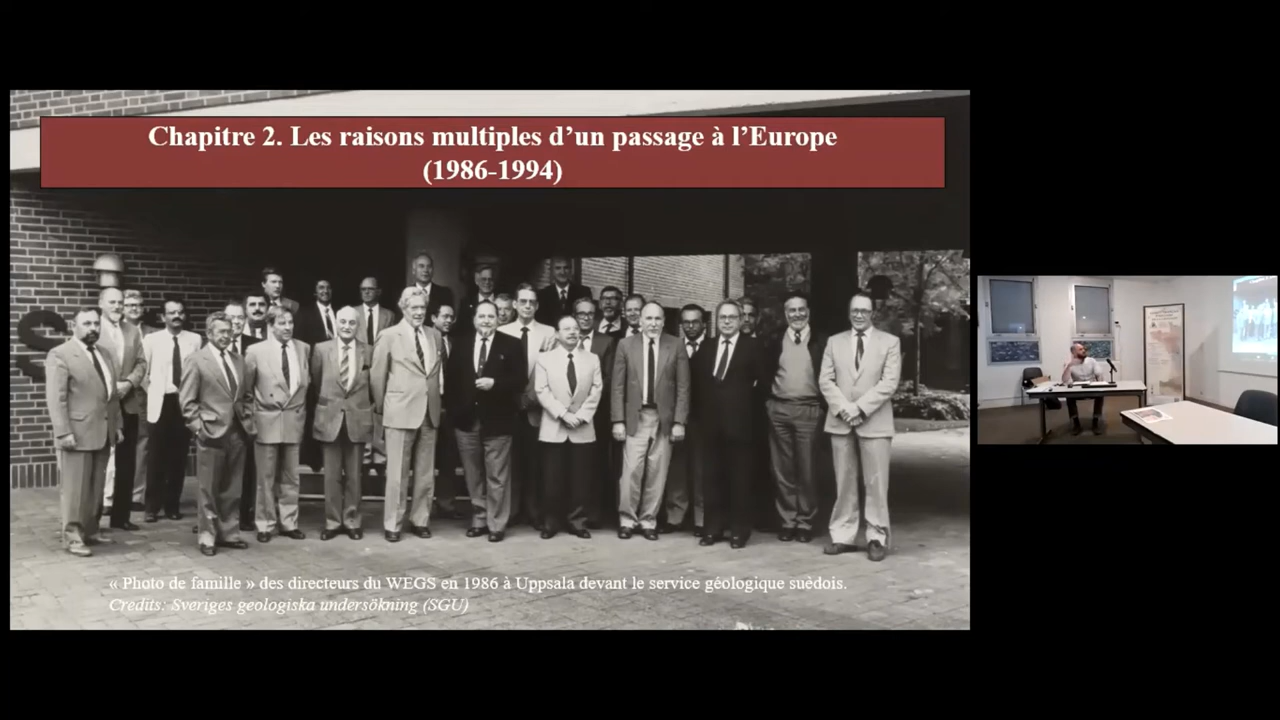 Chapitre 2. Les raisons multiples d’un passage à l’Europe
(1986-1994)
« Photo de famille » des directeurs du WEGS en 1986 à Uppsala devant le service géologique suèdois.
Credits: Sveriges geologiska undersökning (SGU)